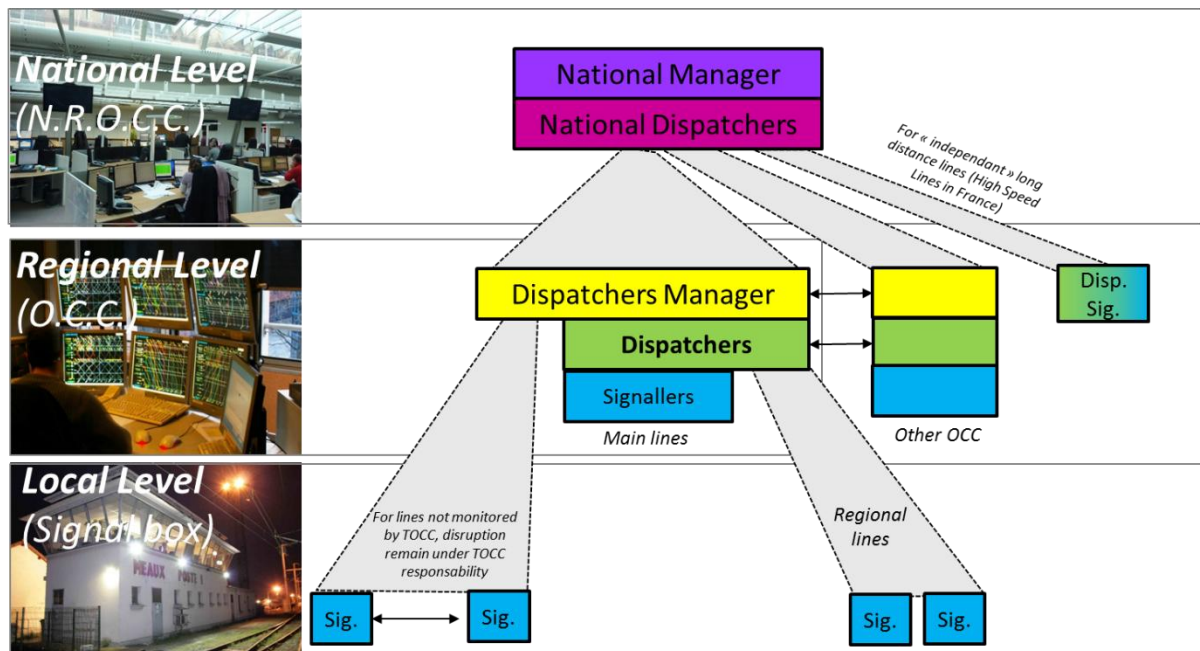 National Level
(N.R.O.C.C.)
National Manager
National Dispatchers
For « independant » long
distance lines (High Speed
Lines in France)
Regional Level
(O.C.C.)
Dispatchers Manager
Dispatchers
Signallers
Main lines
Other OCC
Disp.
Sig.
Local Level
(Signal box)
MEAUX POSTE 1
For lines not monitored
by TOCC, disruption
remain under TOCC
responsability
Regional
lines
Sig.
Sig.
Sig.
Sig.